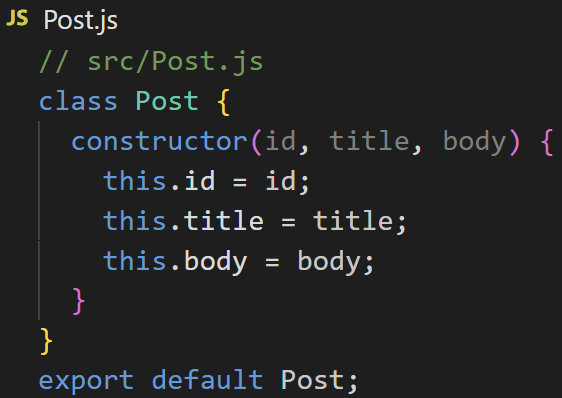 JS Post.js
// src/Post.js
class Post {
constructor(id, title, body) {
this.id = id;
this.title = title;
this.body = body;
}
}
export default Post;